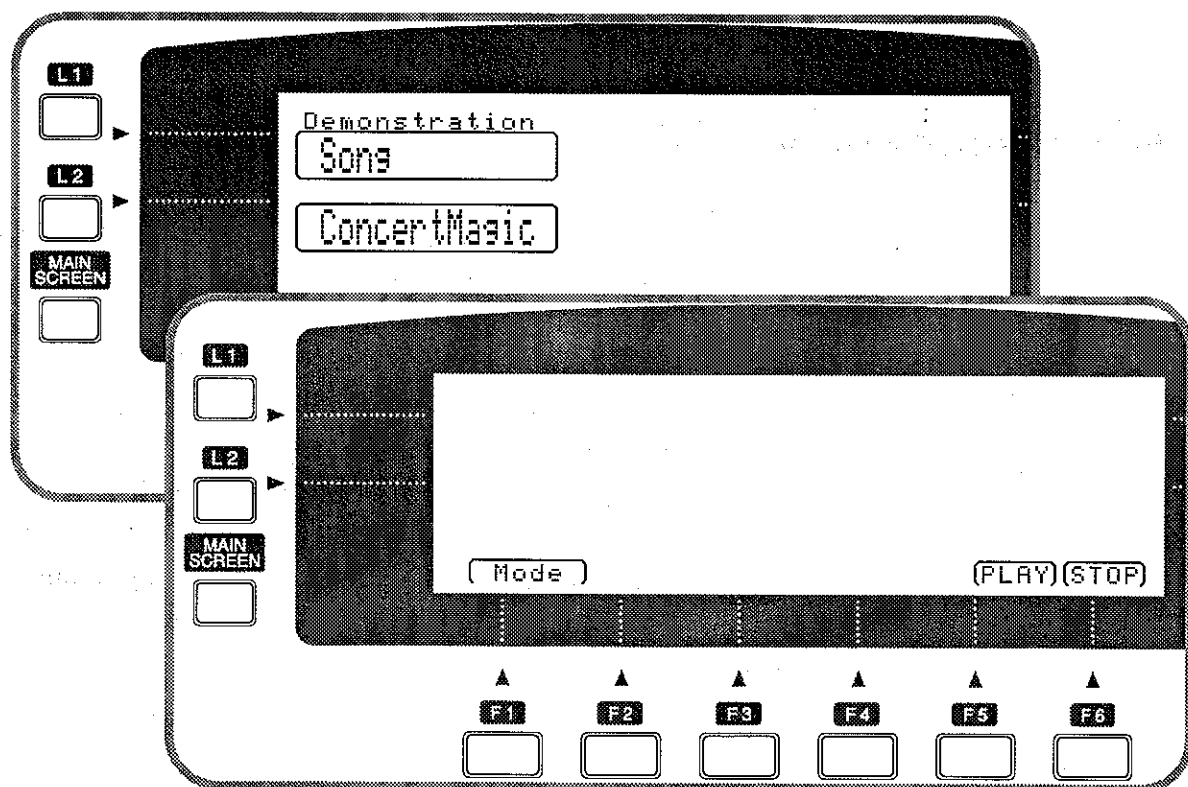 L1
Demonstration
Song
L2
ConcertMagic
MAIN
SCREEN
L1
L2
MAIN
SCREEN
Mode
PLAY STOP
F1 F2 F3 F4 F5 F6